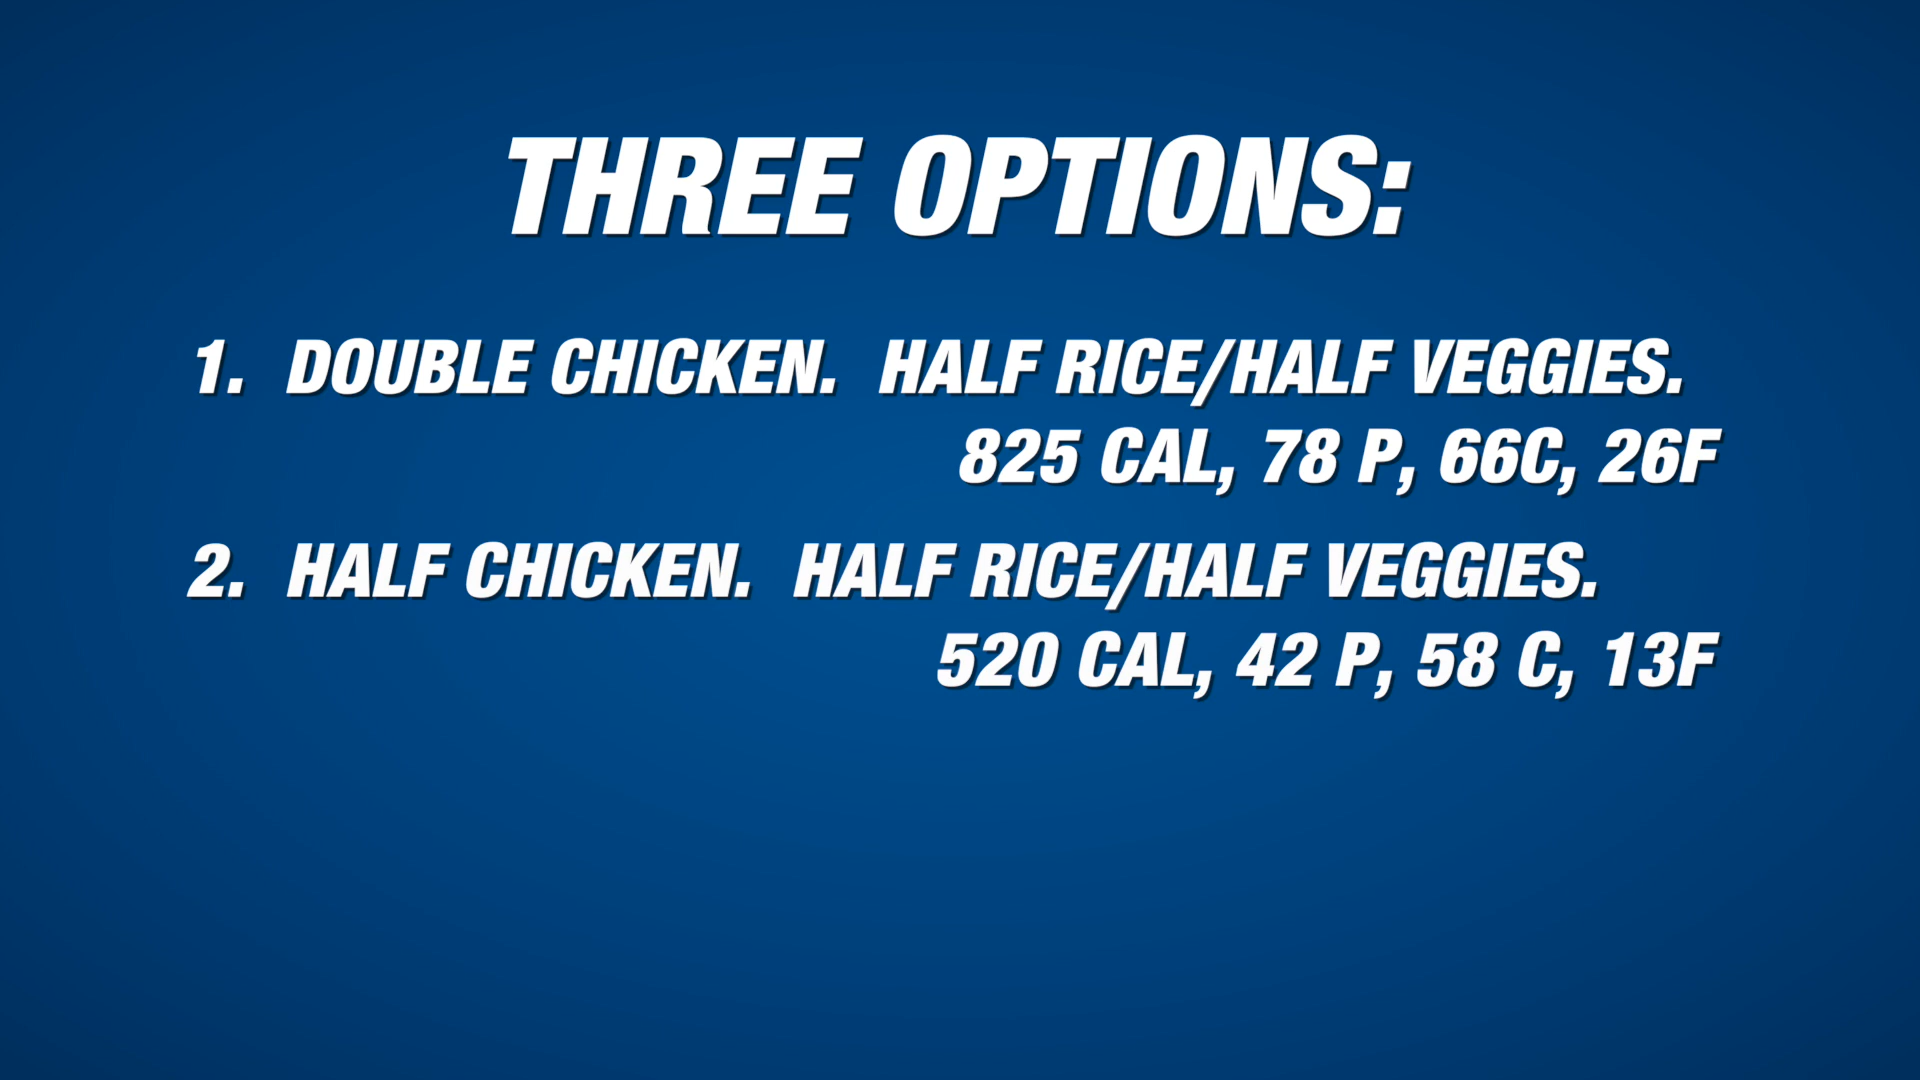 THREE OPTIONS:
1. DOUBLE CHICKEN. HALF RICE/HALF VEGGIES.
825 CAL, 78 P, 66C, 26F
2. HALF CHICKEN. HALF RICE/HALF VEGGIES.
520 CAL, 42 P, 58 C, 13F